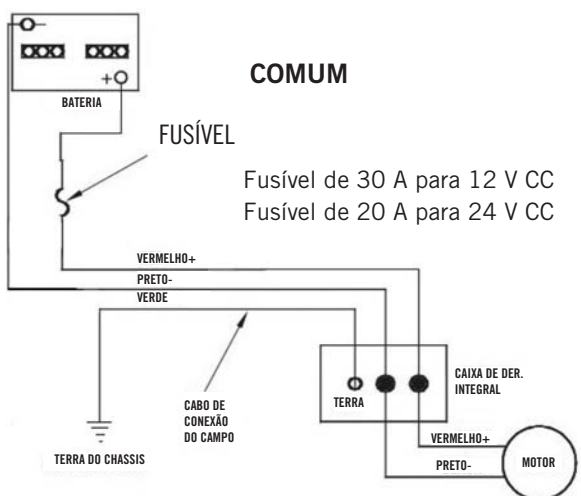 COMUM
+
BATERIA
FUSÍVEL
Fusível de 30 A para 12 V CC
Fusível de 20 A para 24 V CC
VERMELHO+
PRETO-
VERDE
CAIXA DE DER.
INTEGRAL
TERRA
CABO DE
CONEXÃO
DO CAMPO
TERRA DO CHASSIS
VERMELHO+
PRETO-
MOTOR